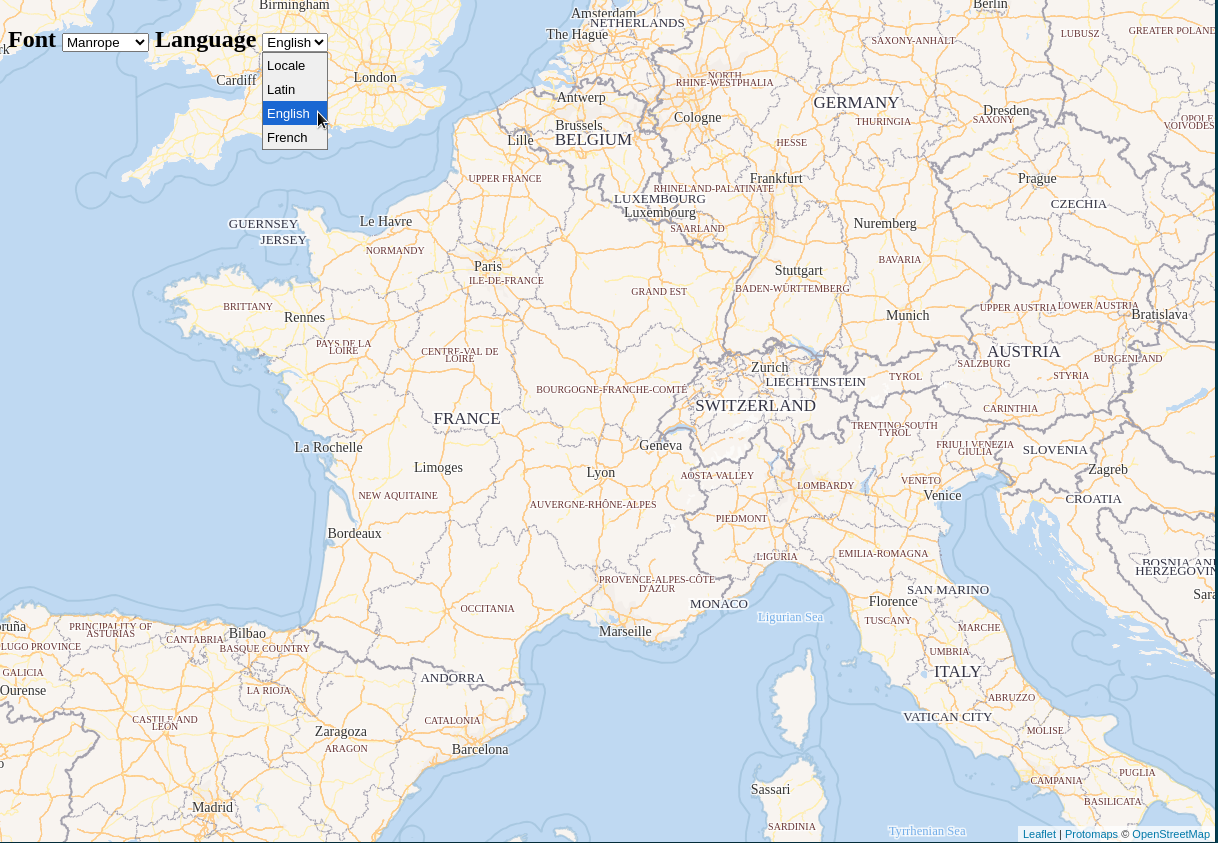 Birmingham
Amsterdam
NETHERLANDS
Berlin
Font Manrope Language English
rk
The Hague
SAXONY-ANHALT
LUBUSZ
GREATER POLAND
Locale
Latin
English
French
Cardiff
London
NORTH
RHINE-WESTPHALIA
Antwerp
GERMANY
Dresden
Cologne
THURINGIA
SAXONY
OPOLE
VOIVODES
Brussels
Lille
BELGIUM
HESSE
UPPER FRANCE
RHINELAND-PALATINATE
Frankfurt
Prague
LUXEMBOURG
Luxembourg
CZECHIA
GUERNSEY
Le Havre
SAARLAND
Nuremberg
JERSEY
NORMANDY
Paris
ILE-DE-FRANCE
Stuttgart
BAVARIA
GRAND EST
BADEN-WÜRTTEMBERG
BRITTANY
Rennes
Munich
UPPER AUSTRIA
LOWER AUSTRIA
Bratislava
PAYS DE LA
LOIRE
CENTRE-VAL DE
LOIRE
AUSTRIA
BURGENLAND
Zurich
SALZBURG
LIECHTENSTEIN
TYROL
STYRIA
BOURGOGNE-FRANCHE-COMTÉ
SWITZERLAND
CARINTHIA
FRANCE
TRENTINO-SOUTH
TYROL
La Rochelle
Geneva
FRIULI VENEZIA
GIULIA
SLOVENIA
Limoges
Lyon
AOSTA VALLEY
LOMBARDY
VENETO
Zagreb
NEW AQUITAINE
AUVERGNE-RHÔNE-ALPES
Venice
CROATIA
PIEDMONT
Bordeaux
LIGURIA
EMILIA-ROMAGNA
BOSNIA AND
HERZEGOVIN
PROVENCE-ALPES-CÔTE
D'AZUR
SAN MARINO
Sara
OCCITANIA
MONACO
Florence
Ligurian Sea
TUSCANY
MARCHE
ruña
PRINCIPALITY OF
ASTURIAS
CANTABRIA
Bilbao
BASQUE COUNTRY
Marseille
LUGO PROVINCE
UMBRIA
GALICIA
ANDORRA
ITALY
Ourense
LA RIOJA
ABRUZZO
CASTILE AND
LEÓN
CATALONIA
VATICAN CITY
Zaragoza
MOLISE
ARAGON
Barcelona
o
PUGLIA
CAMPANIA
Sassari
Madrid
BASILICATA
SARDINIA
Tyrrhenian Sea
Leaflet | Protomaps © OpenStreetMap